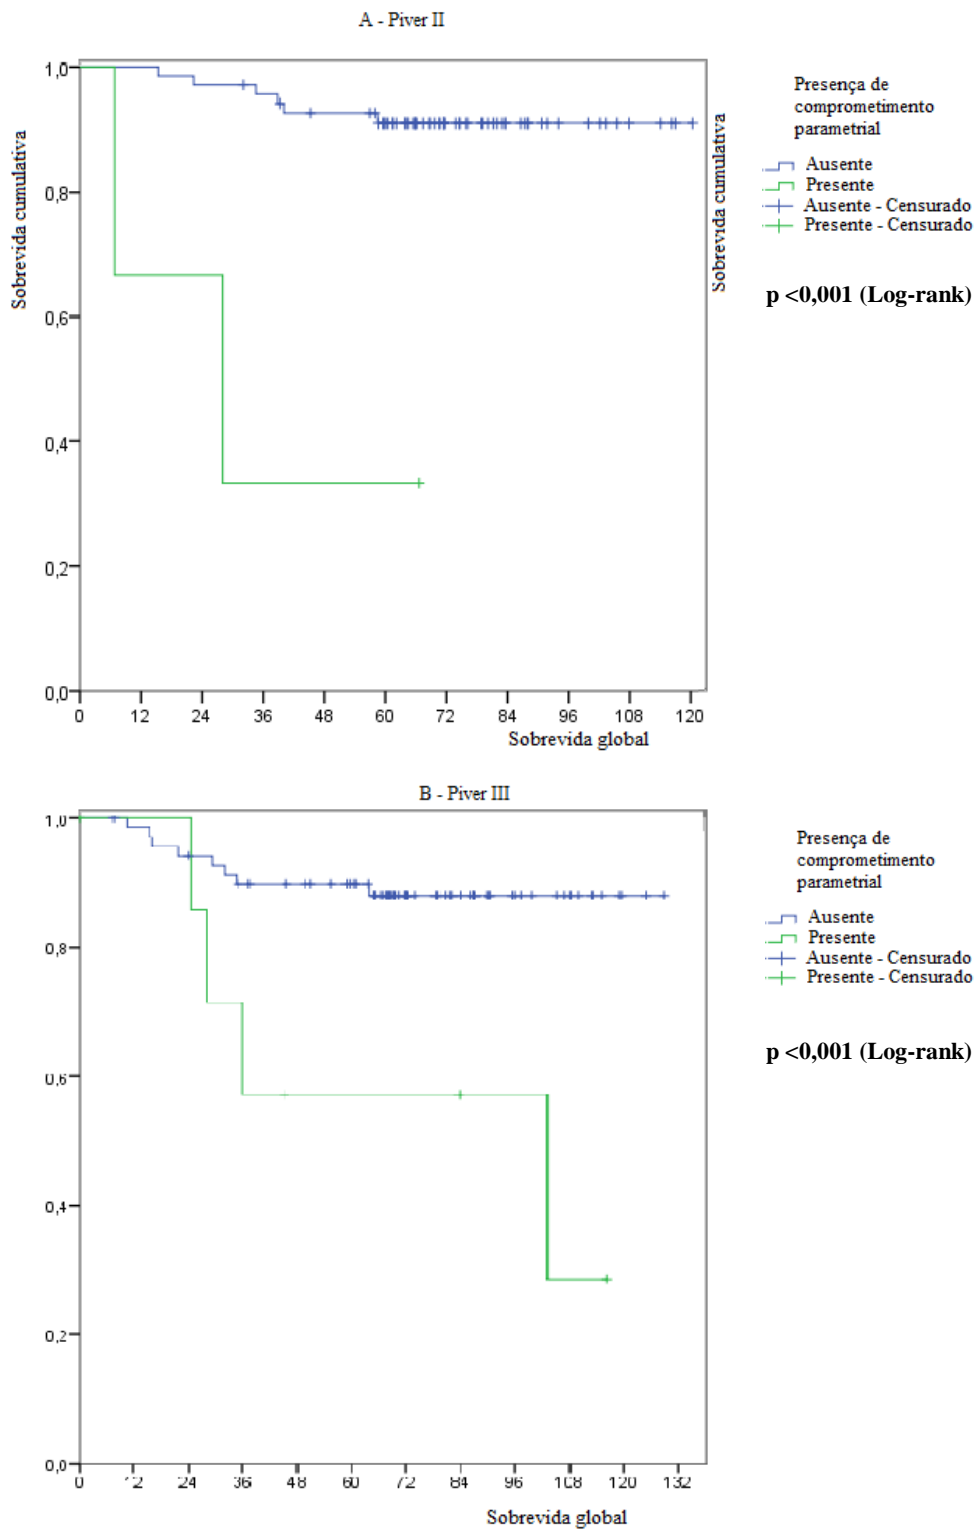 A - Piver II
Sobrevida cumulativa
1,0
0,8
0,6
0,4
0,2
0,0
0 12 24 36 48 60 72 84 96 108 120
Sobrevida global
Sobrevida cumulativa
Presença de
comprometimento
parametrial
Ausente
Presente
Ausente - Censurado
Presente - Censurado
p <0,001 (Log-rank)
B - Piver III
1,0
0,8
0,6
0,4
0,2
0,0
0 12 24 36 48 60 72 84 96 108 120 132
Sobrevida global
Presença de
comprometimento
parametrial
Ausente
Presente
Ausente - Censurado
Presente - Censurado
p <0,001 (Log-rank)